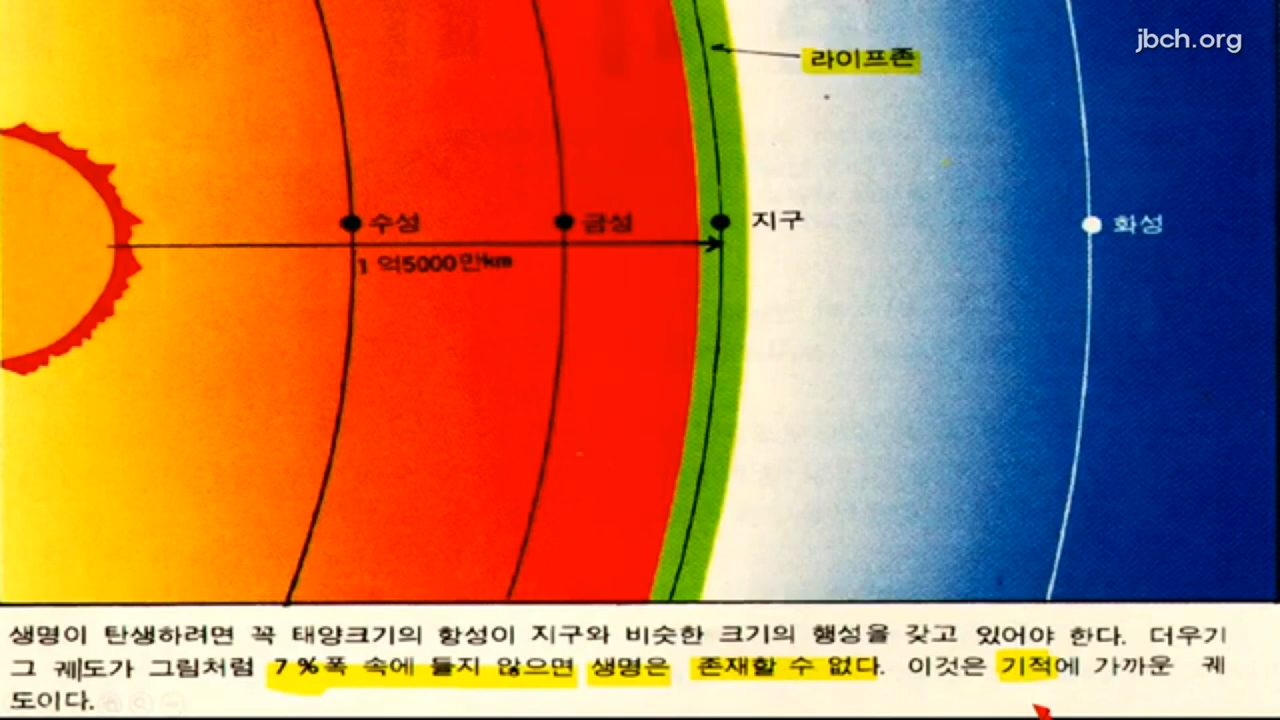 jbch.org
라이프존
수성
금성
지구
화성
1억5000만km
생명이 탄생하려면 꼭 태양크기의 항성이 지구와 비슷한 크기의 행성을 갖고 있어야 한다. 더우기
그 궤도가 그림처럼 7%폭 속에 들지 않으면 생명은 존재할 수 없다. 이것은 기적에 가까운 궤
도이다.